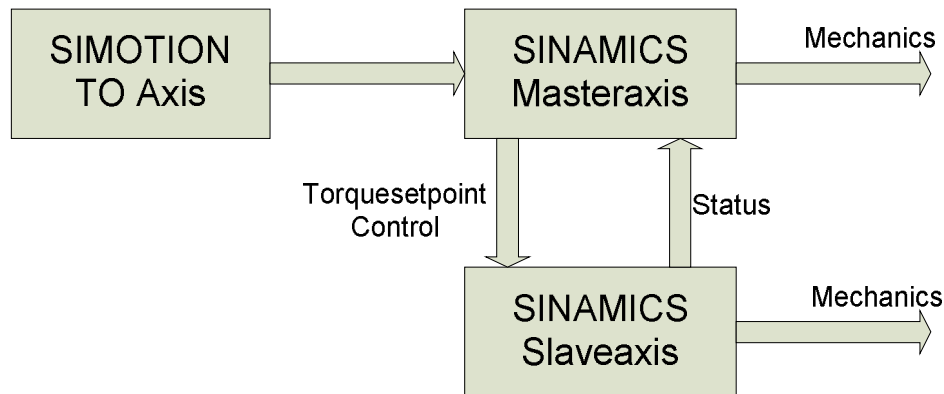 SIMOTION
TO Axis
SINAMICS
Masteraxis
Mechanics
Torquesetpoint
Control
Status
SINAMICS
Slaveaxis
Mechanics